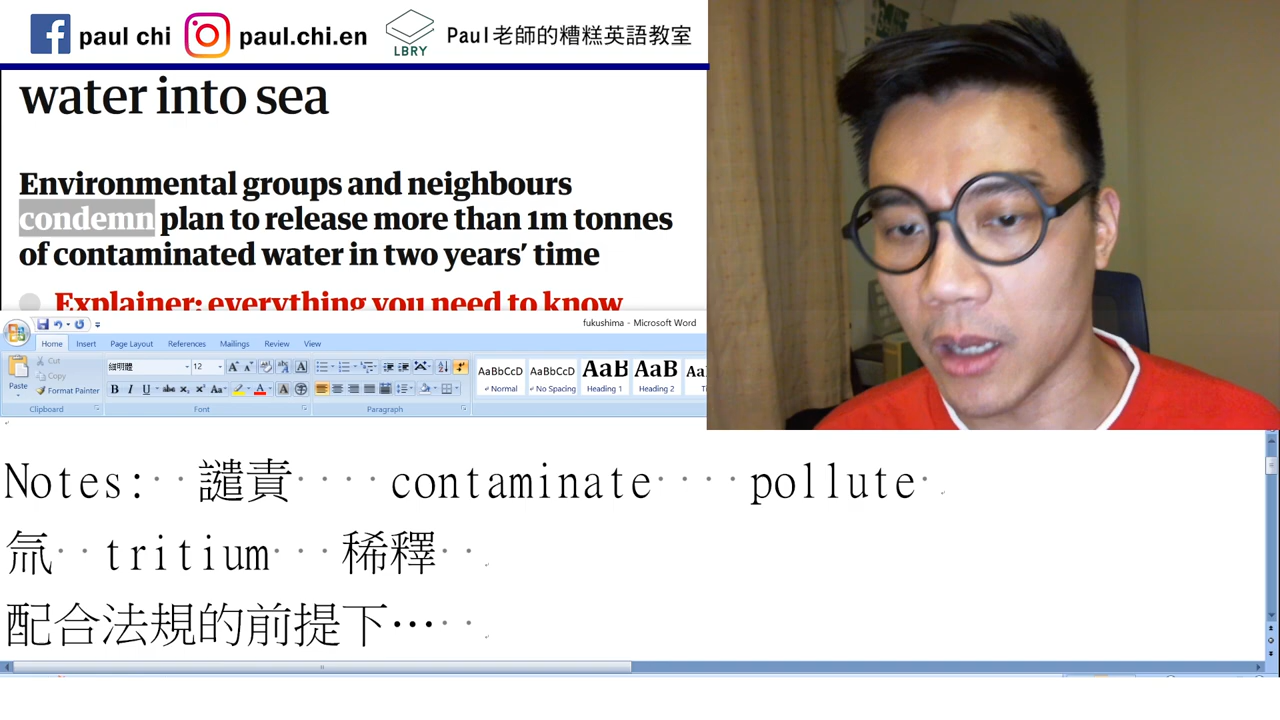 paul chi paul.chi.en LBRY Paul老師的糟糕英語教室
water into sea
Environmental groups and neighbours
condemn plan to release more than 1m tonnes
of contaminated water in two years’ time
Explainer: everything you need to know
fukushima - Microsoft Word
Home Insert Page Layout References Mailings Review View
Cut
Copy
Format Painter
Paste
Clipboard
細明體 12
Font
Paragraph
AaBbCcD AaBbCcD AaB AaB
Normal No Spacing Heading 1 Heading 2
Notes: 譴責 contaminate pollute
氚 tritium 稀釋
配合法規的前提下…